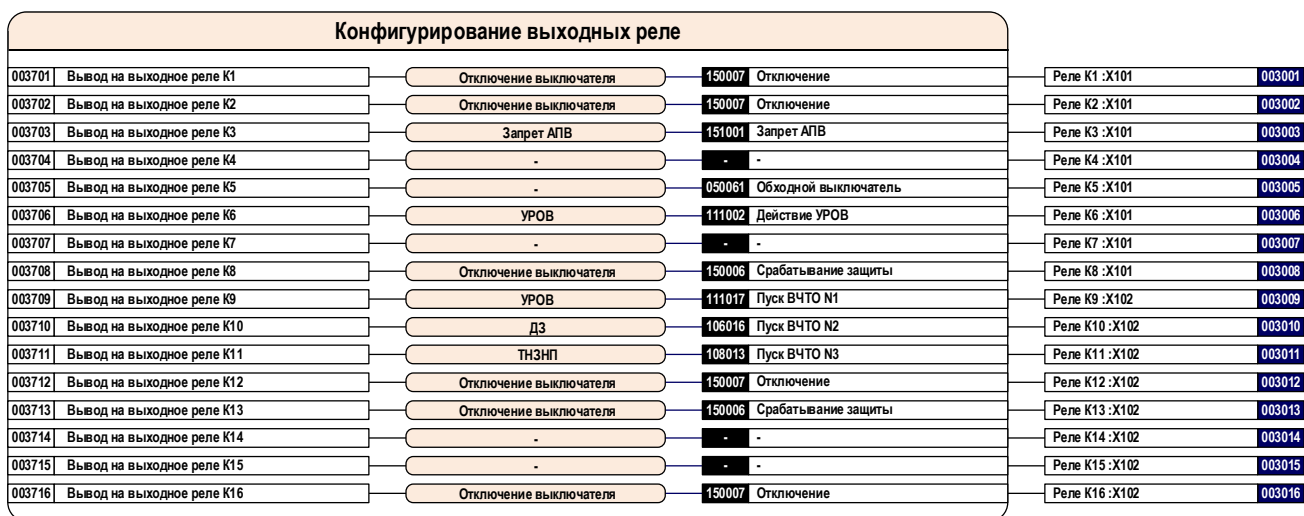 Конфигурирование выходных реле
003701 Вывод на выходное реле К1 Отключение выключателя 150007 Отключение Реле К1 :X101 003001
003702 Вывод на выходное реле К2 Отключение выключателя 150007 Отключение Реле К2 :X101 003002
003703 Вывод на выходное реле К3 Запрет АПВ 151001 Запрет АПВ Реле К3 :X101 003003
003704 Вывод на выходное реле К4 - - - Реле К4 :X101 003004
003705 Вывод на выходное реле К5 - 050061 Обходной выключатель Реле К5 :X101 003005
003706 Вывод на выходное реле К6 УРОВ 111002 Действие УРОВ Реле К6 :X101 003006
003707 Вывод на выходное реле К7 - - - Реле К7 :X101 003007
003708 Вывод на выходное реле К8 Отключение выключателя 150006 Срабатывание защиты Реле К8 :X101 003008
003709 Вывод на выходное реле К9 УРОВ 111017 Пуск ВЧТО N1 Реле К9 :X102 003009
003710 Вывод на выходное реле К10 ДЗ 106016 Пуск ВЧТО N2 Реле К10 :X102 003010
003711 Вывод на выходное реле К11 ТНЗНП 108013 Пуск ВЧТО N3 Реле К11 :X102 003011
003712 Вывод на выходное реле К12 Отключение выключателя 150007 Отключение Реле К12 :X102 003012
003713 Вывод на выходное реле К13 Отключение выключателя 150006 Срабатывание защиты Реле К13 :X102 003013
003714 Вывод на выходное реле К14 - - - Реле К14 :X102 003014
003715 Вывод на выходное реле К15 - - - Реле К15 :X102 003015
003716 Вывод на выходное реле К16 Отключение выключателя 150007 Отключение Реле К16 :X102 003016